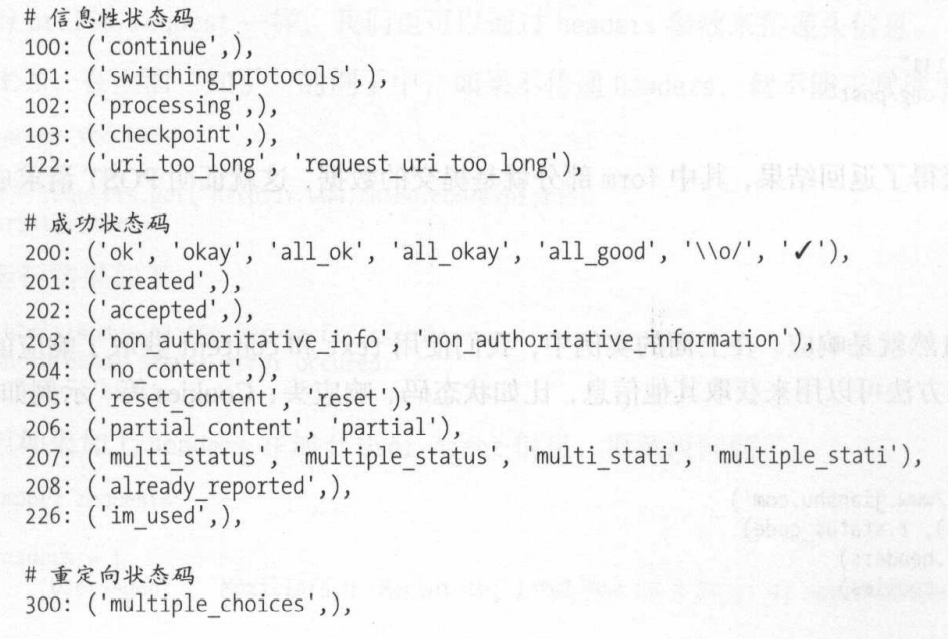 # 信息性状态码
100: ('continue',),
101: ('switching_protocols',),
102: ('processing',),
103: ('checkpoint',),
122: ('uri_too_long', 'request_uri_too_long'),
# 成功状态码
200: ('ok', 'okay', 'all_ok', 'all_okay', 'all_good', '\\o/', '✓'),
201: ('created',),
202: ('accepted',),
203: ('non_authoritative_info', 'non_authoritative_information'),
204: ('no_content',),
205: ('reset_content', 'reset'),
206: ('partial_content', 'partial'),
207: ('multi_status', 'multiple_status', 'multi_stati', 'multiple_stati'),
208: ('already_reported',),
226: ('im_used',),
# 重定向状态码
300: ('multiple_choices',),